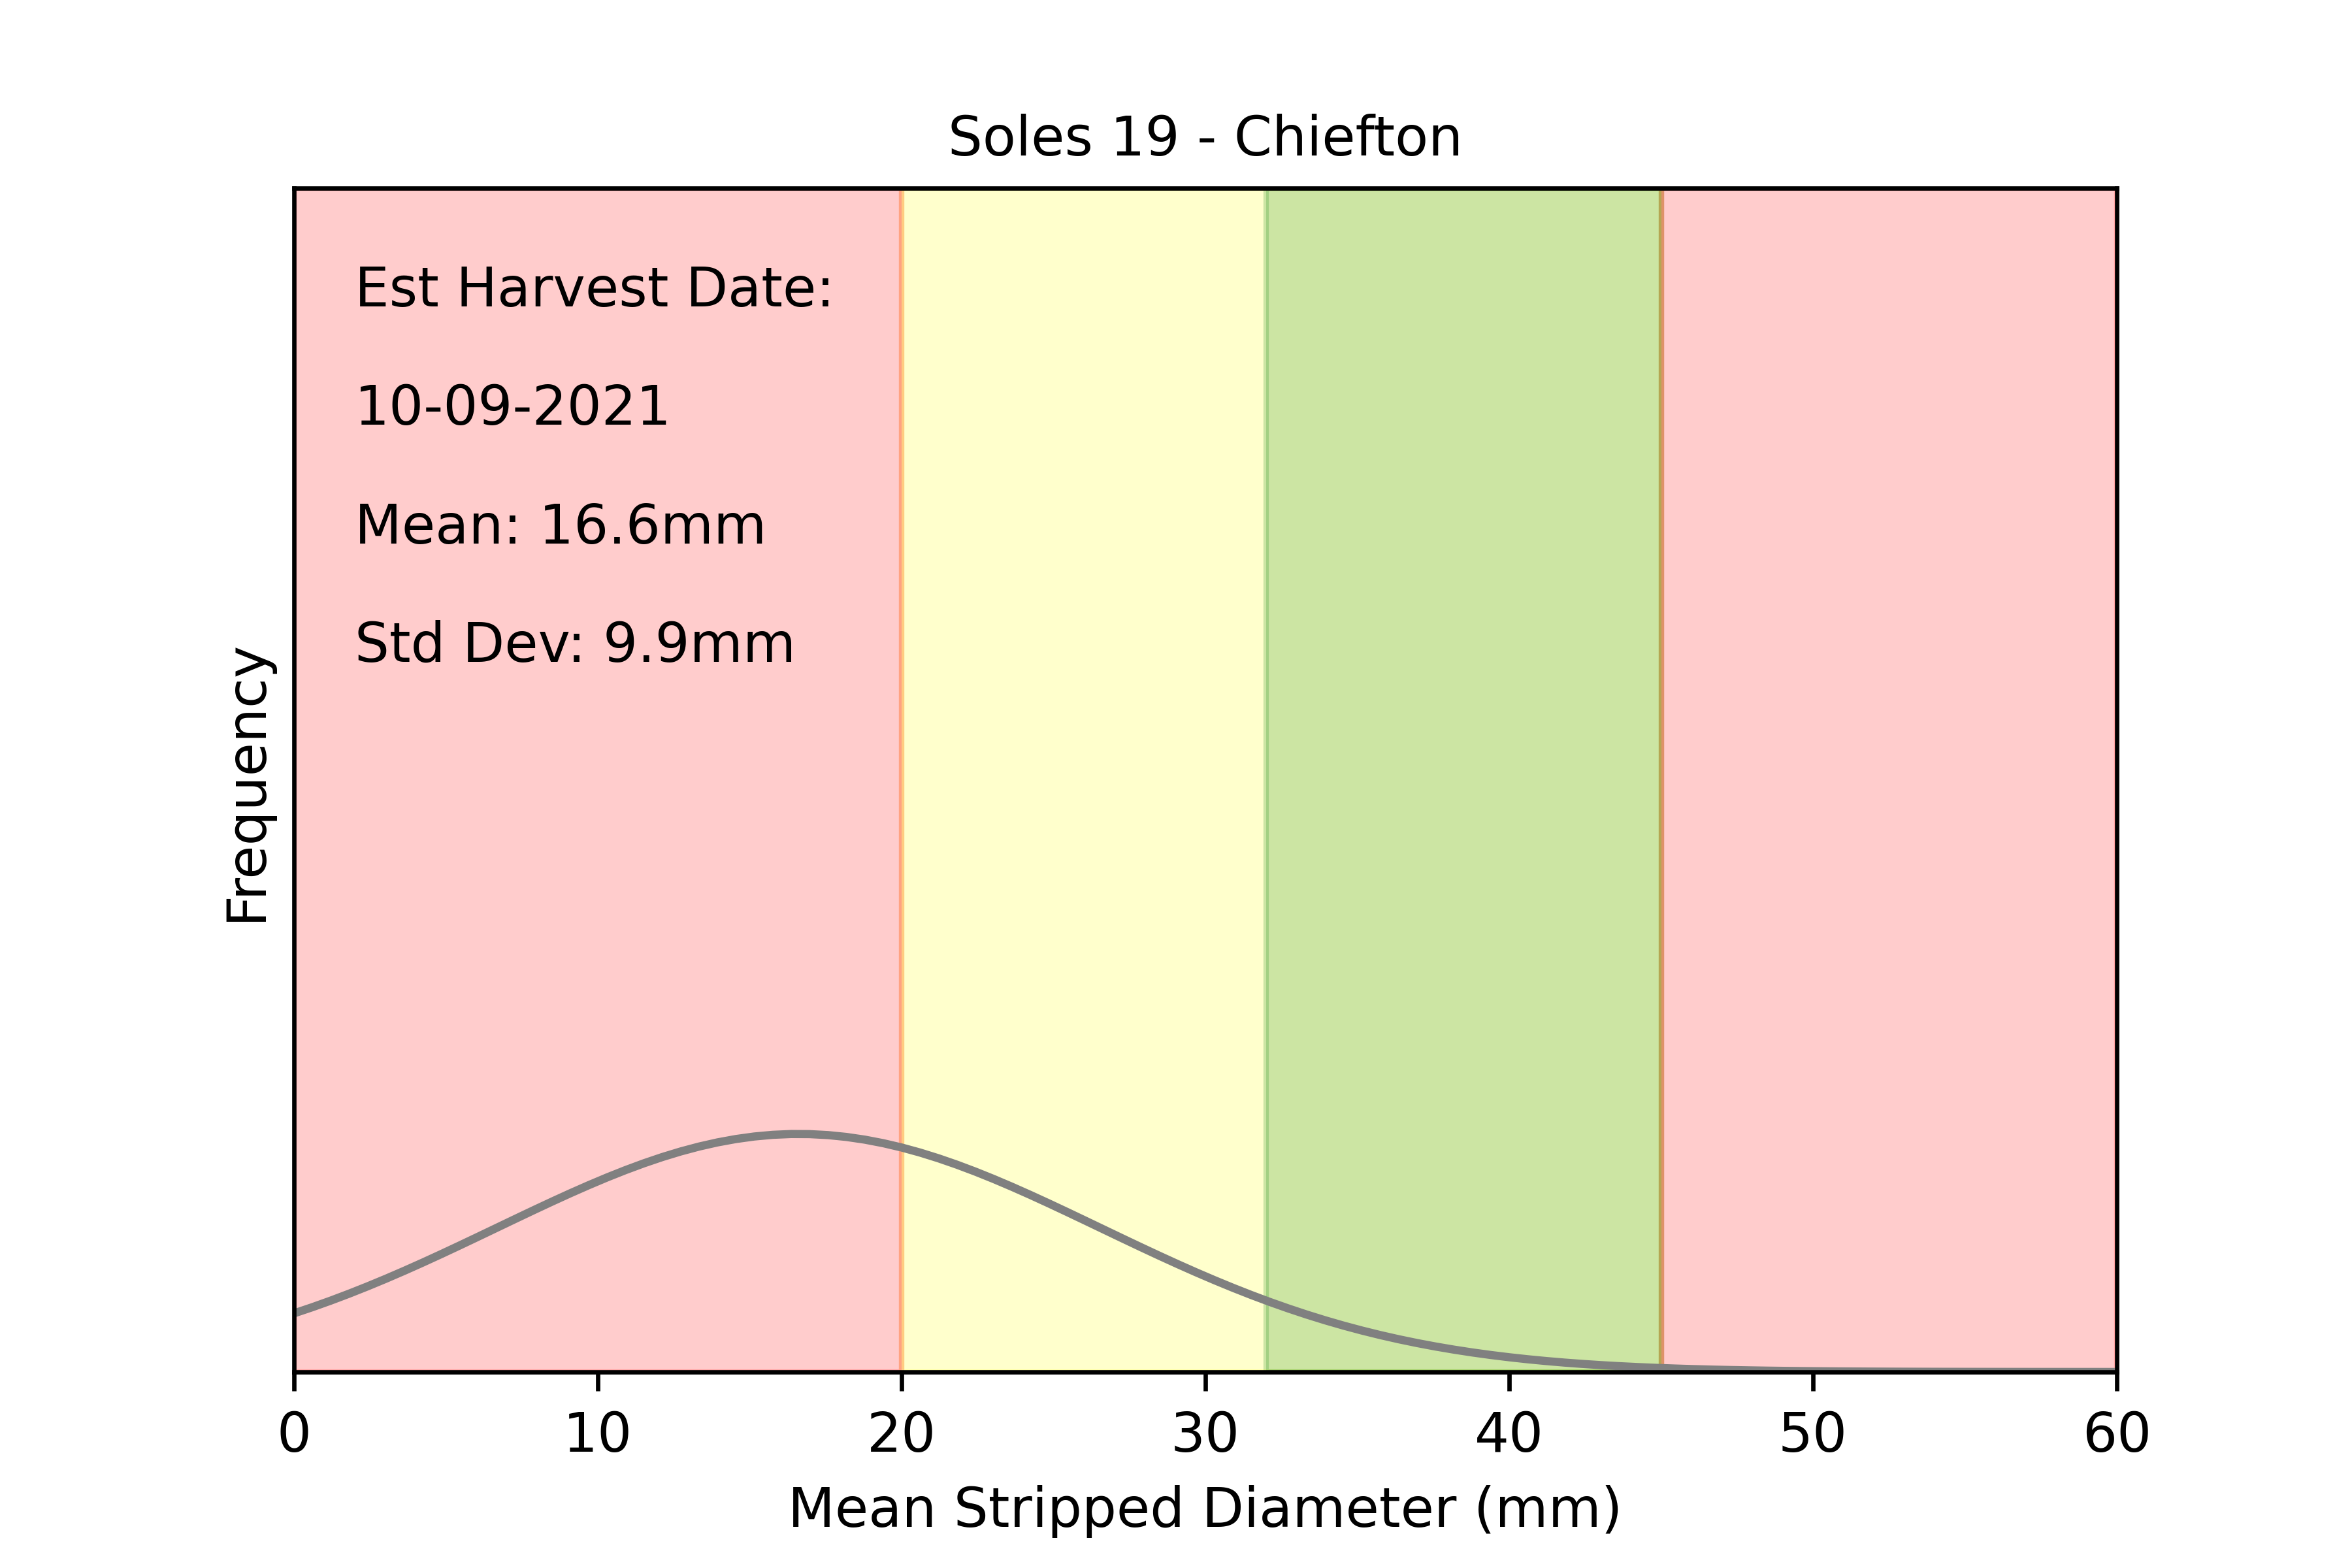 Soles 19 - Chiefton
Est Harvest Date:
10-09-2021
Mean: 16.6mm
Std Dev: 9.9mm
Frequency
0 10 20 30 40 50 60
Mean Stripped Diameter (mm)